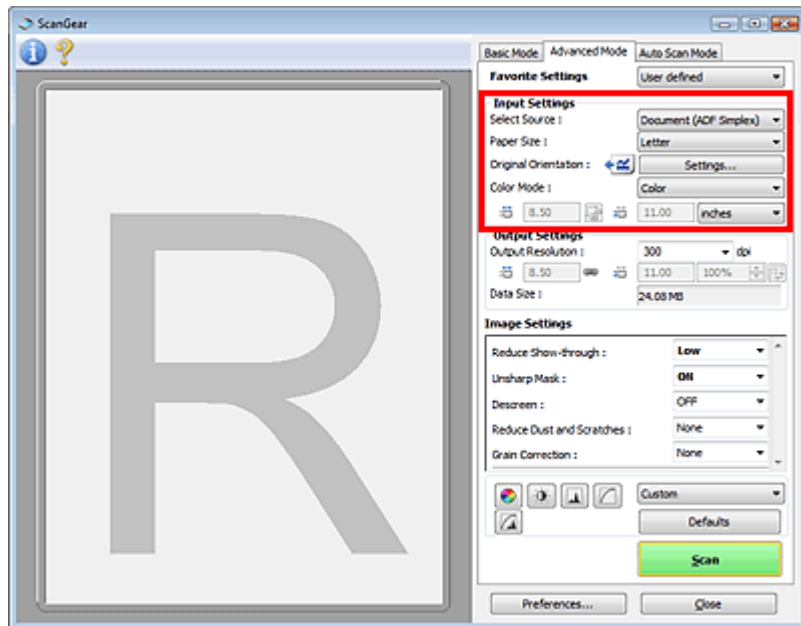 ScanGear
Basic Mode Advanced Mode Auto Scan Mode
Favorite Settings User defined
Input Settings
Select Source : Document (ADF Simplex)
Paper Size : Letter
Original Orientation : Settings...
Color Mode : Color
8.50 11.00 inches
Output Settings
Output Resolution : 300 dpi
8.50 11.00 100%
Data Size : 24.08 MB
Image Settings
Reduce Show-through : Low
Unsharp Mask : ON
Descreen : OFF
Reduce Dust and Scratches : None
Grain Correction : None
Custom
Defaults
Scan
Preferences... Close
R